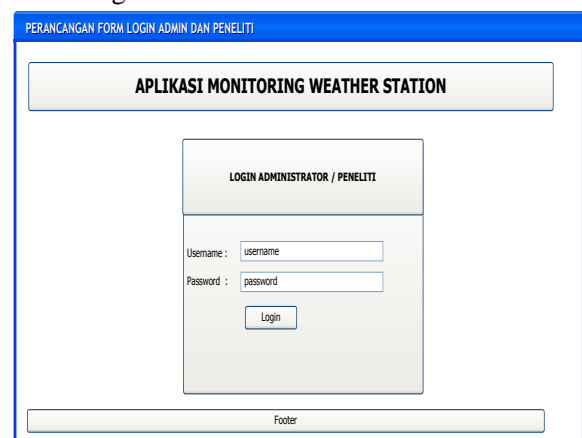 PERANCANGAN FORM LOGIN ADMIN DAN PENELITI
APLIKASI MONITORING WEATHER STATION
LOGIN ADMINISTRATOR / PENELITI
Username : username
Password : password
Login
Footer